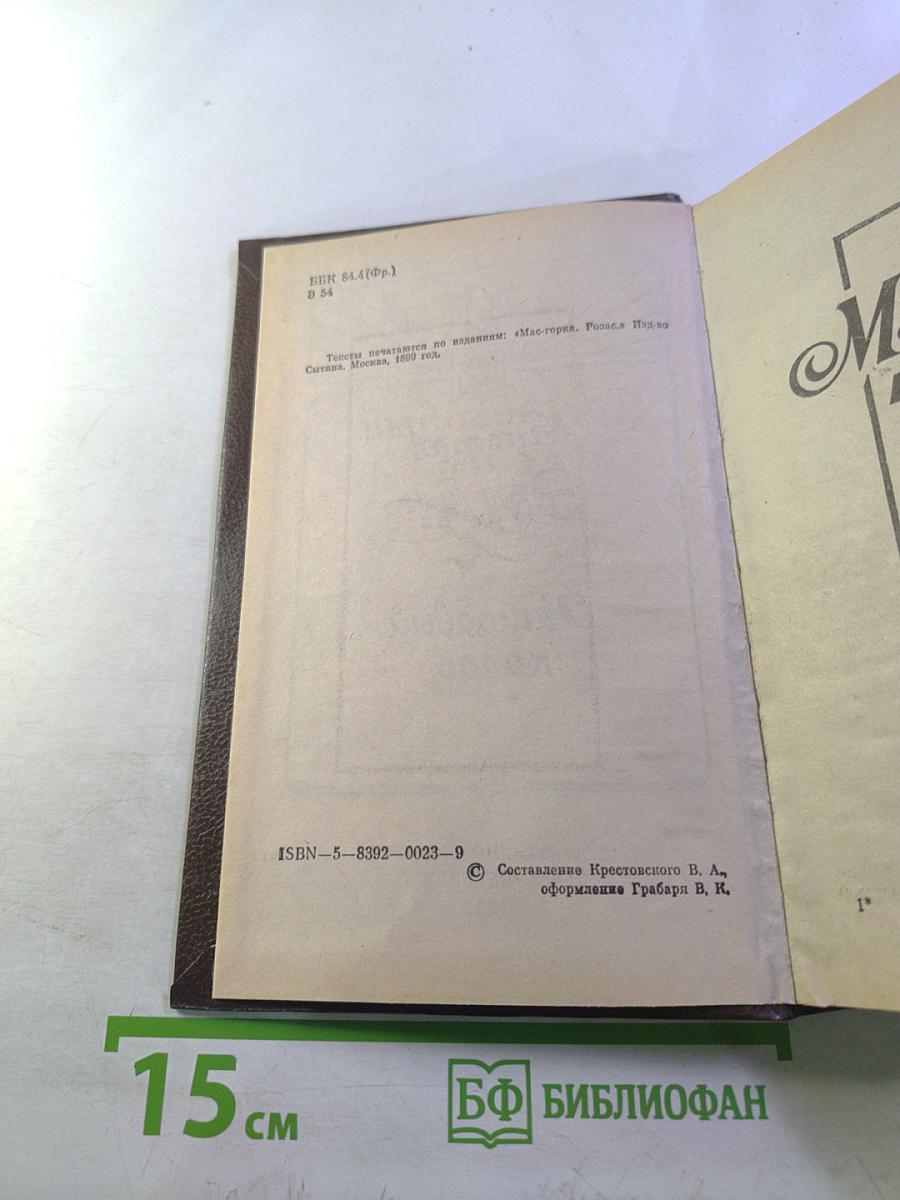 ББК 84.4(Фр.)
Э 54
Тексты печатаются по изданиям: «Мас-горка. Розас.» Изд-во
Сытина. Москва, 1899 год.
ISBN—5—8392—0023—9
© Составление Крестовского В. А.,
оформление Грабаря В. К.
М
1*
15 см
БФ БИБЛИОФАН